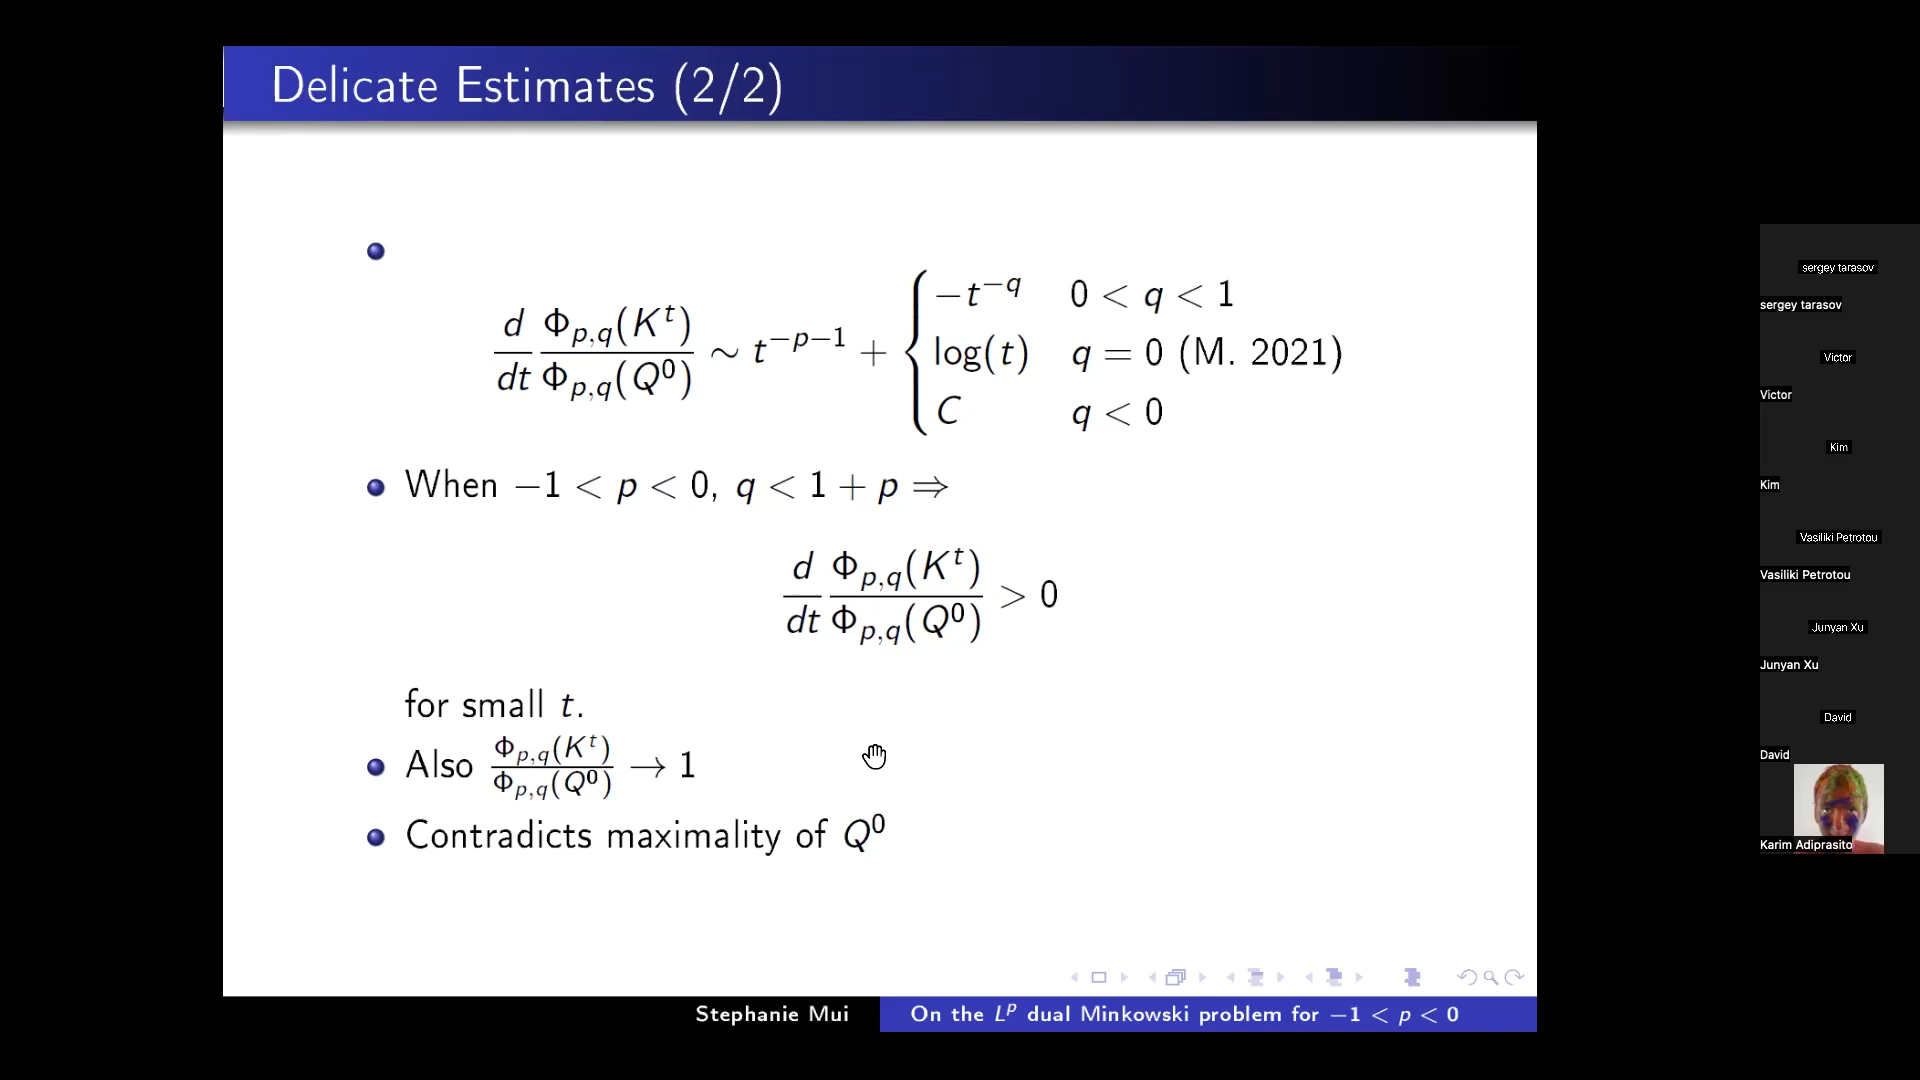 Delicate Estimates (2/2)
d/dt Φ_{p,q}(K^t)/Φ_{p,q}(Q^0) ∼ t^{−p−1} + { −t^{−q} 0 < q < 1
log(t) q = 0 (M. 2021)
C q < 0
When −1 < p < 0, q < 1 + p ⇒
d/dt Φ_{p,q}(K^t)/Φ_{p,q}(Q^0) > 0
for small t.
Also Φ_{p,q}(K^t)/Φ_{p,q}(Q^0) → 1
Contradicts maximality of Q^0
Stephanie Mui
On the L^p dual Minkowski problem for −1 < p < 0
sergey tarasov
sergey tarasov
Victor
Victor
Kim
Kim
Vasiliki Petrotou
Vasiliki Petrotou
Junyan Xu
Junyan Xu
David
David
Karim Adiprasito